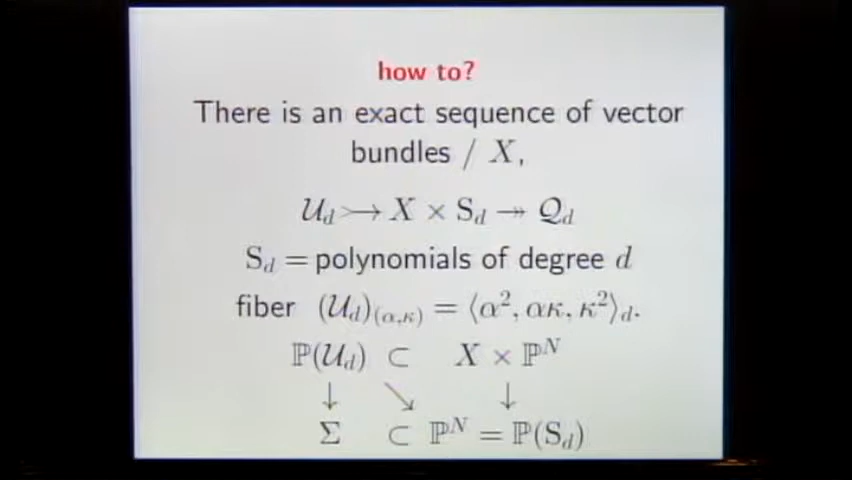 how to?
There is an exact sequence of vector
bundles / X,
𝒰_d ↣ X × S_d ↠ 𝒬_d
S_d = polynomials of degree d
fiber (𝒰_d)_(α,κ) = ⟨α², ακ, κ²⟩_d.
ℙ(𝒰_d) ⊂ X × ℙ^N
↓ ↘ ↓
Σ ⊂ ℙ^N = ℙ(S_d)